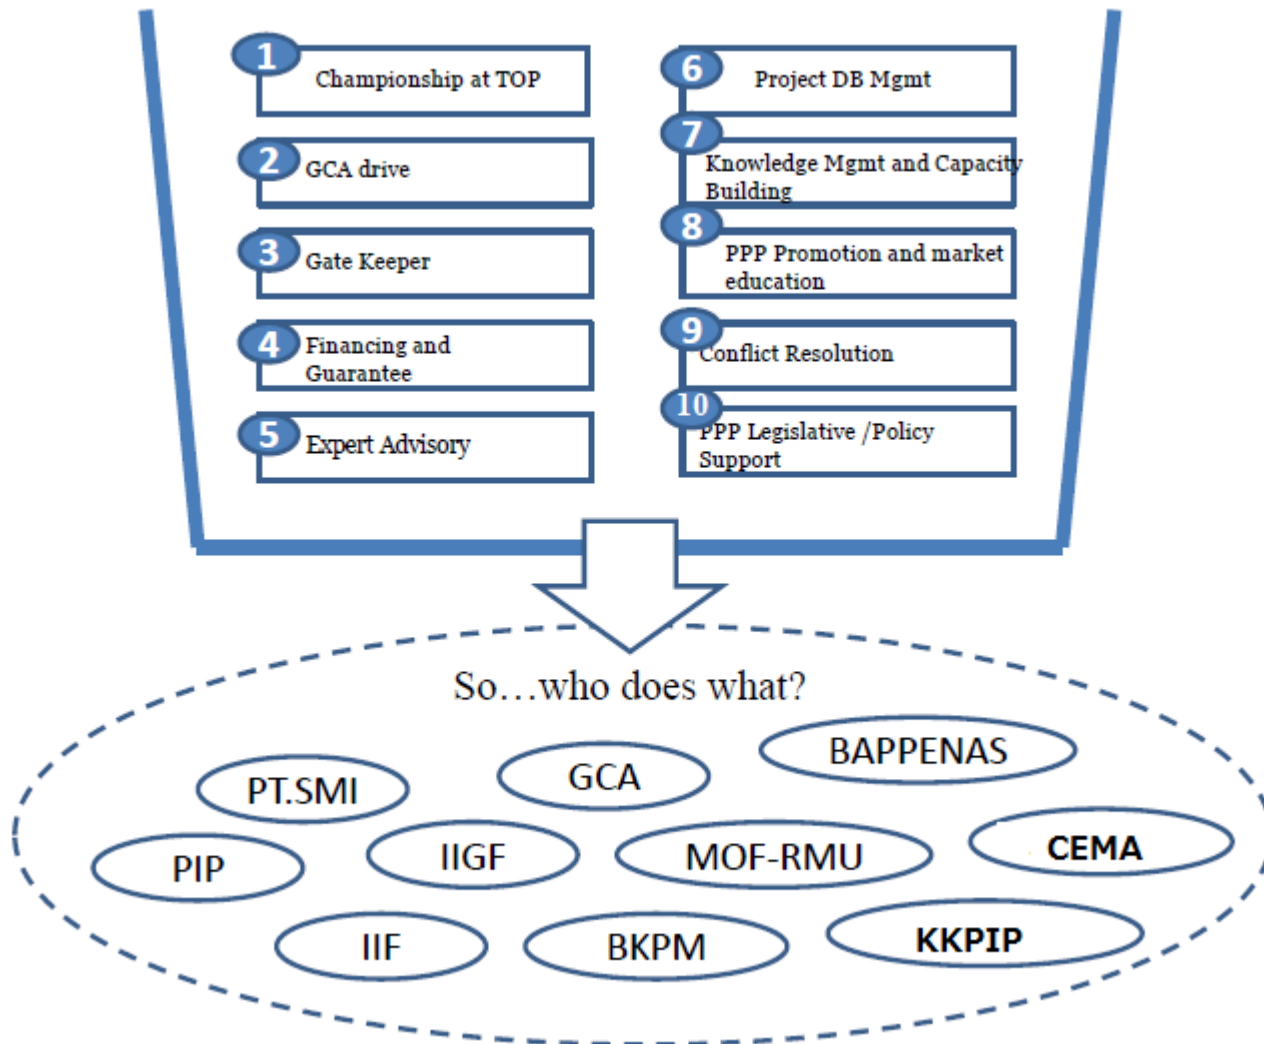 1
Championship at TOP
2
GCA drive
3
Gate Keeper
4
Financing and
Guarantee
5
Expert Advisory
6
Project DB Mgmt
7
Knowledge Mgmt and Capacity
Building
8
PPP Promotion and market
education
9
Conflict Resolution
10
PPP Legislative /Policy
Support
So…who does what?
BAPPENAS
GCA
PT.SMI
CEMA
MOF-RMU
IIGF
PIP
KKPIP
BKPM
IIF